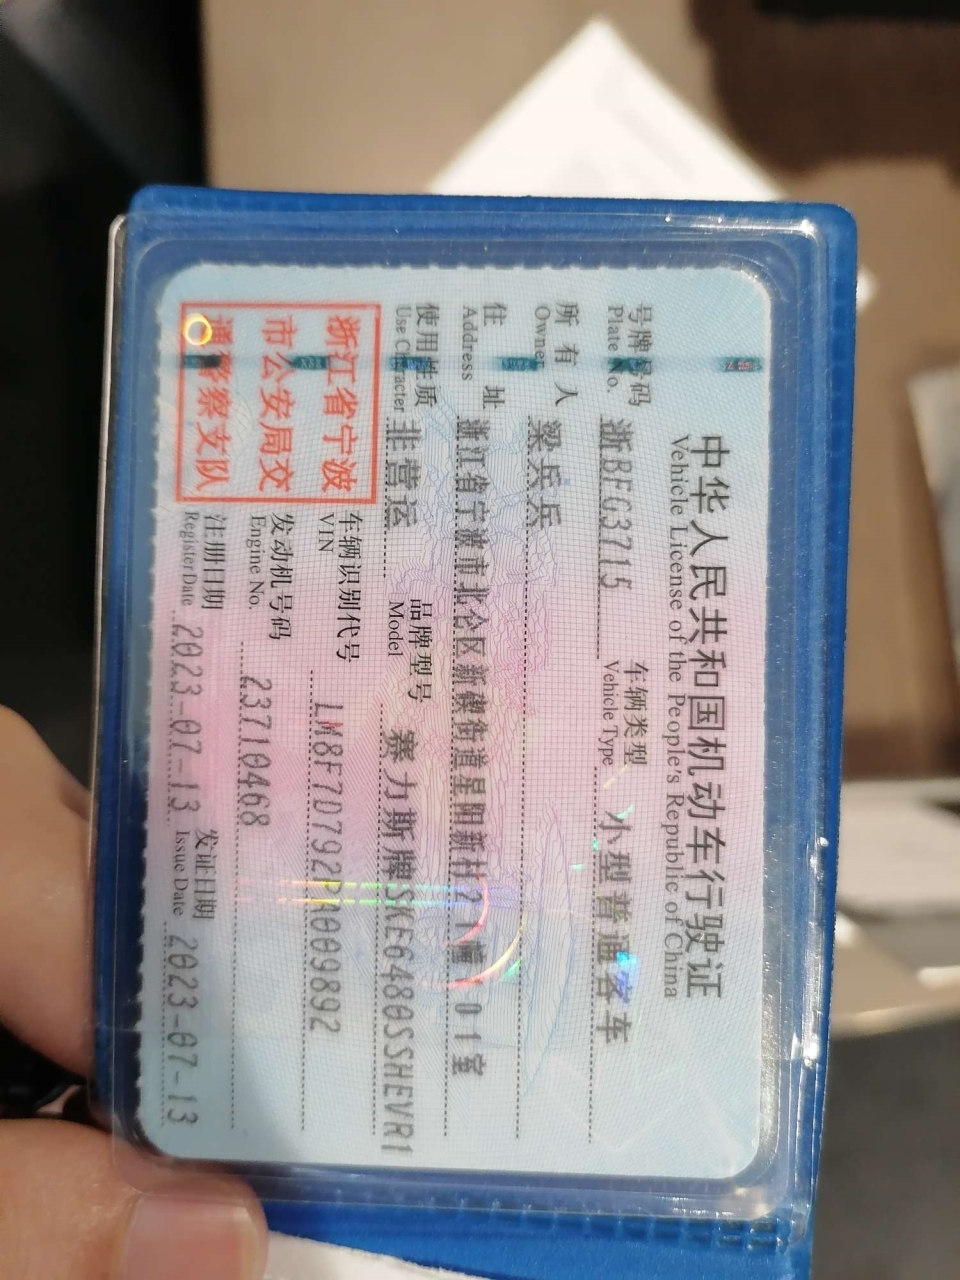 中华人民共和国机动车行驶证
Vehicle License of the People's Republic of China
号牌号码 浙BFG3715 车辆类型 小型普通客车
Plate No. Vehicle Type
所有人 梁兵兵
Owner
住址 浙江省宁波市北仑区新碶街道星阳新村21幢 01室
Address
使用性质 非营运 品牌型号 赛力斯牌SKE6480SSHEVR1
Use Character Model
浙江省宁波
市公安局交
通警察支队
车辆识别代号 LM8F7D792PA009892
VIN
发动机号码 23710468
Engine No.
注册日期 2023-07-13 发证日期 2023-07-13
Register Date Issue Date